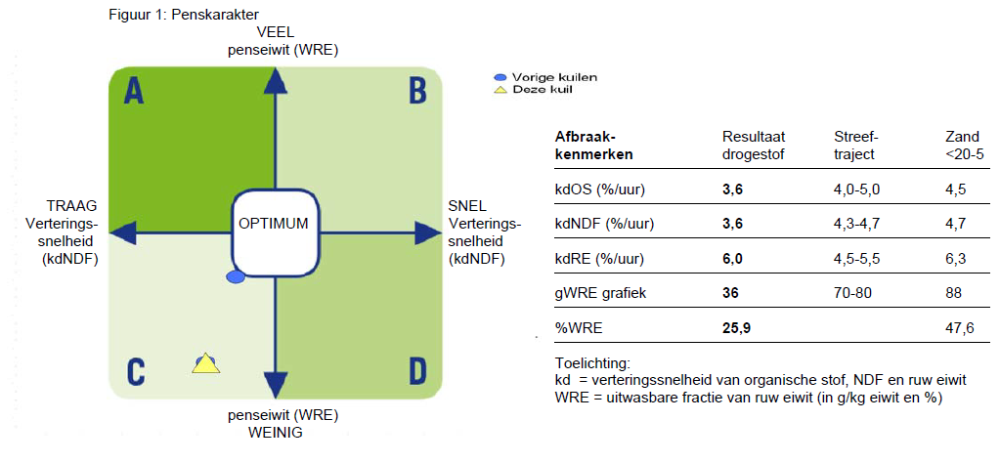 Figuur 1: Penskarakter
VEEL
penseiwit (WRE)
A
B
TRAAG
Verterings-
snelheid
(kdNDF)
OPTIMUM
SNEL
Verterings-
snelheid
(kdNDF)
C
D
penseiwit (WRE)
WEINIG
Vorige kuilen
Deze kuil
Afbraak- Resultaat Streef- Zand
kenmerken drogestof traject <20-5
kdOS (%/uur) 3,6 4,0-5,0 4,5
kdNDF (%/uur) 3,6 4,3-4,7 4,7
kdRE (%/uur) 6,0 4,5-5,5 6,3
gWRE grafiek 36 70-80 88
%WRE 25,9 47,6
Toelichting:
kd = verteringssnelheid van organische stof, NDF en ruw eiwit
WRE = uitwasbare fractie van ruw eiwit (in g/kg eiwit en %)